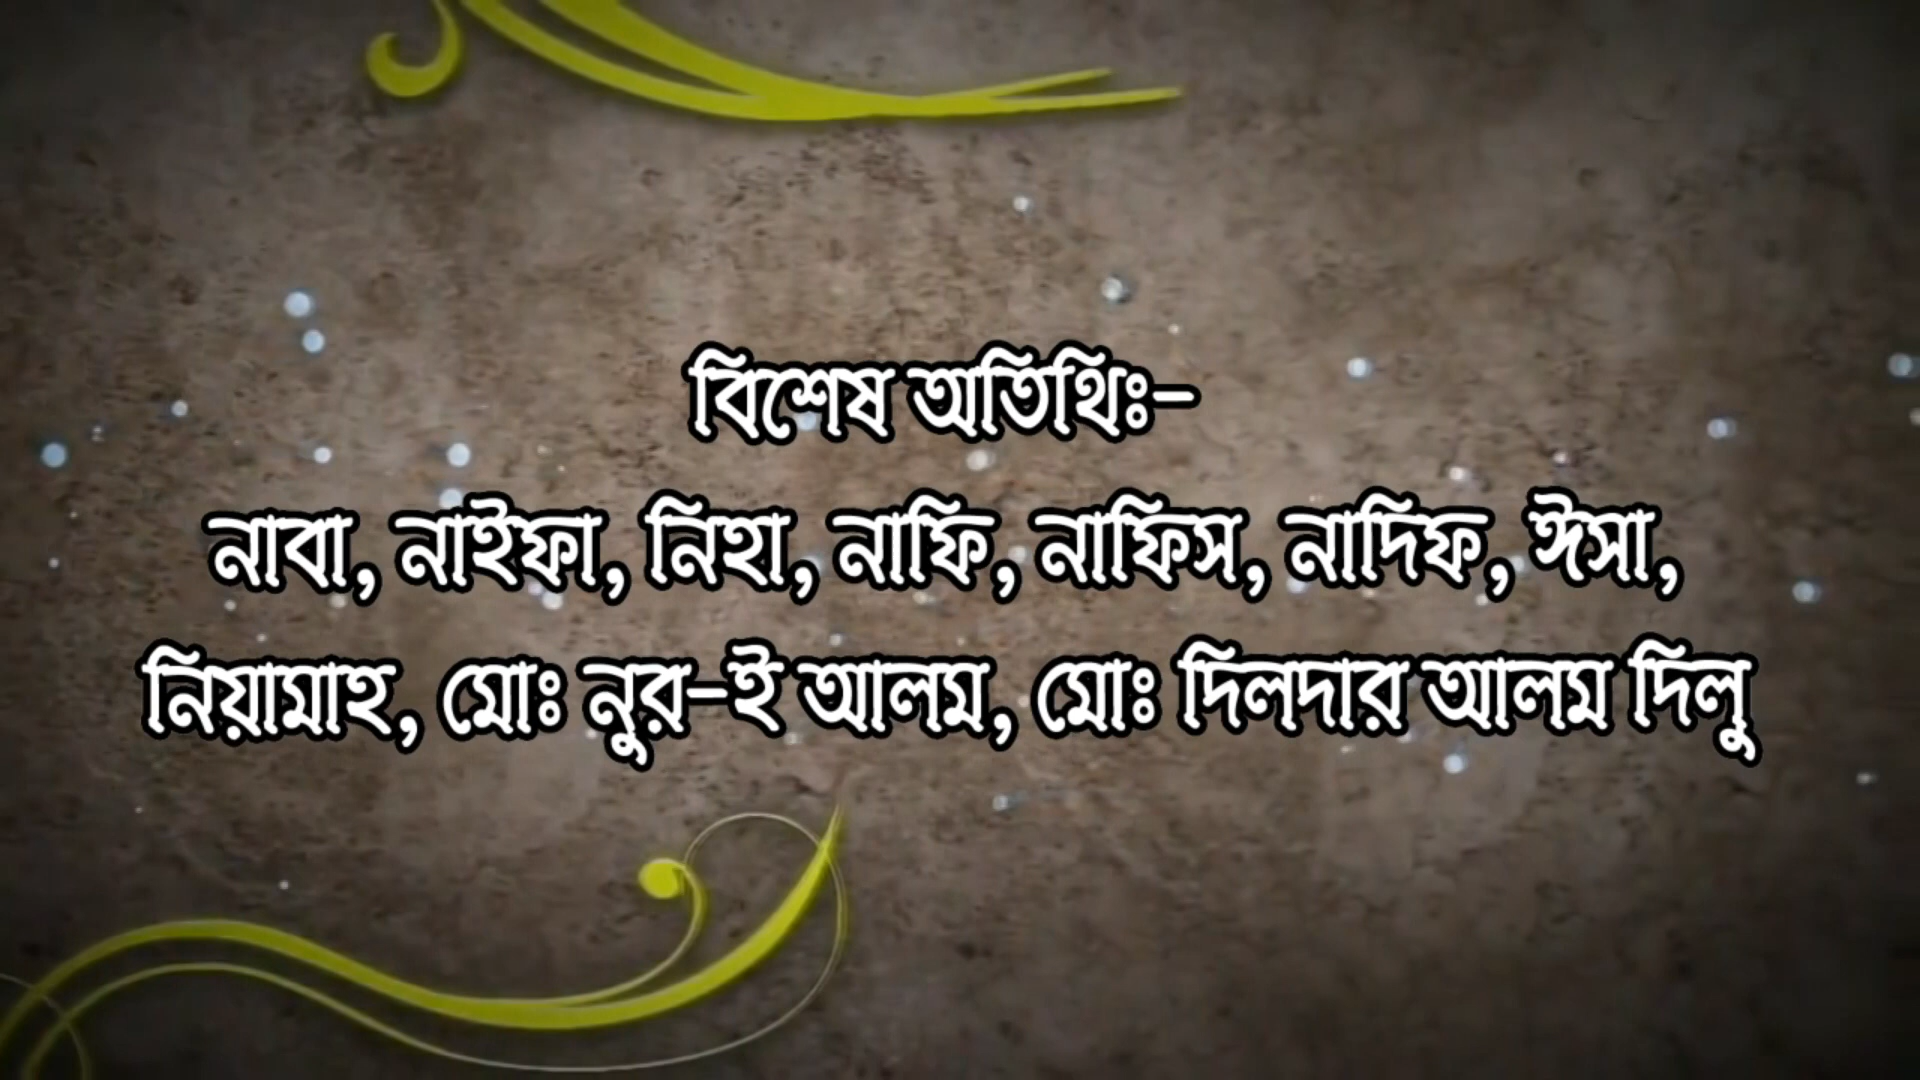 বিশেষ অতিথিঃ-
নাবা, নাইফা, নিহা, নাফি, নাফিস, নাদিফ, ঈসা,
নিয়ামাহ, মোঃ নুর-ই আলম, মোঃ দিলদার আলম দিলু